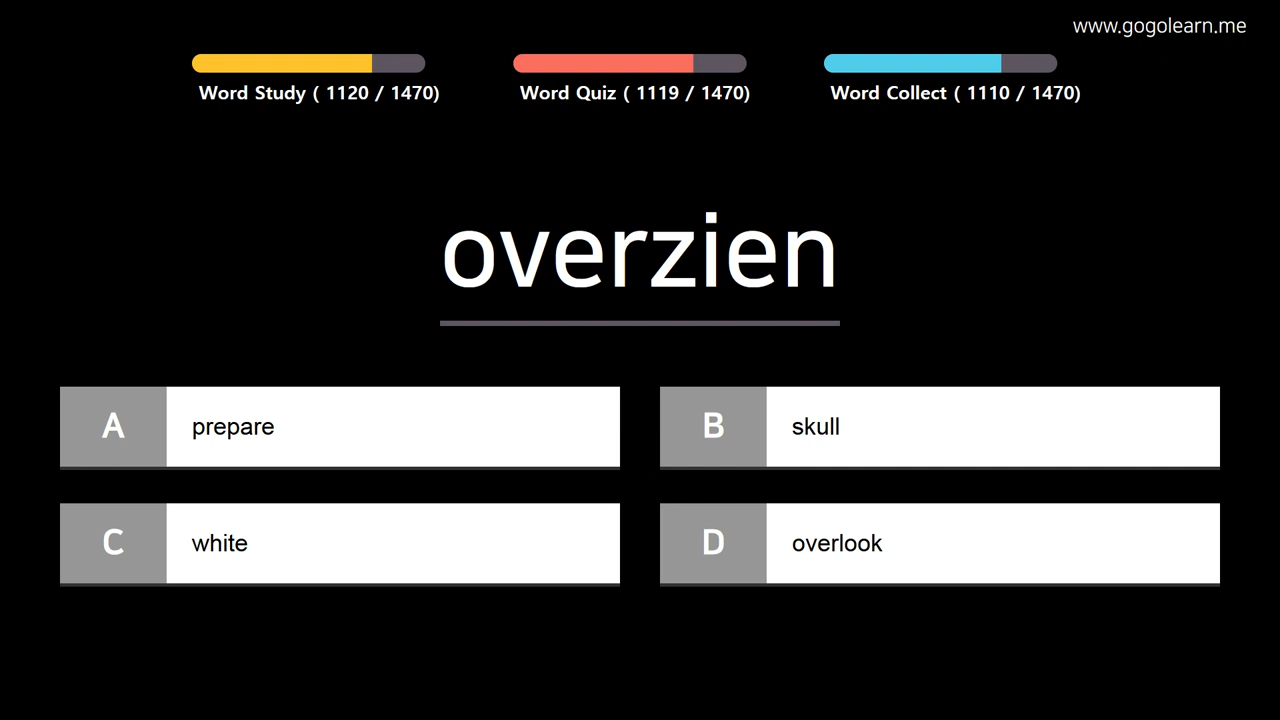 www.gogolearn.me
Word Study ( 1120 / 1470)
Word Quiz ( 1119 / 1470)
Word Collect ( 1110 / 1470)
overzien
A prepare
B skull
C white
D overlook